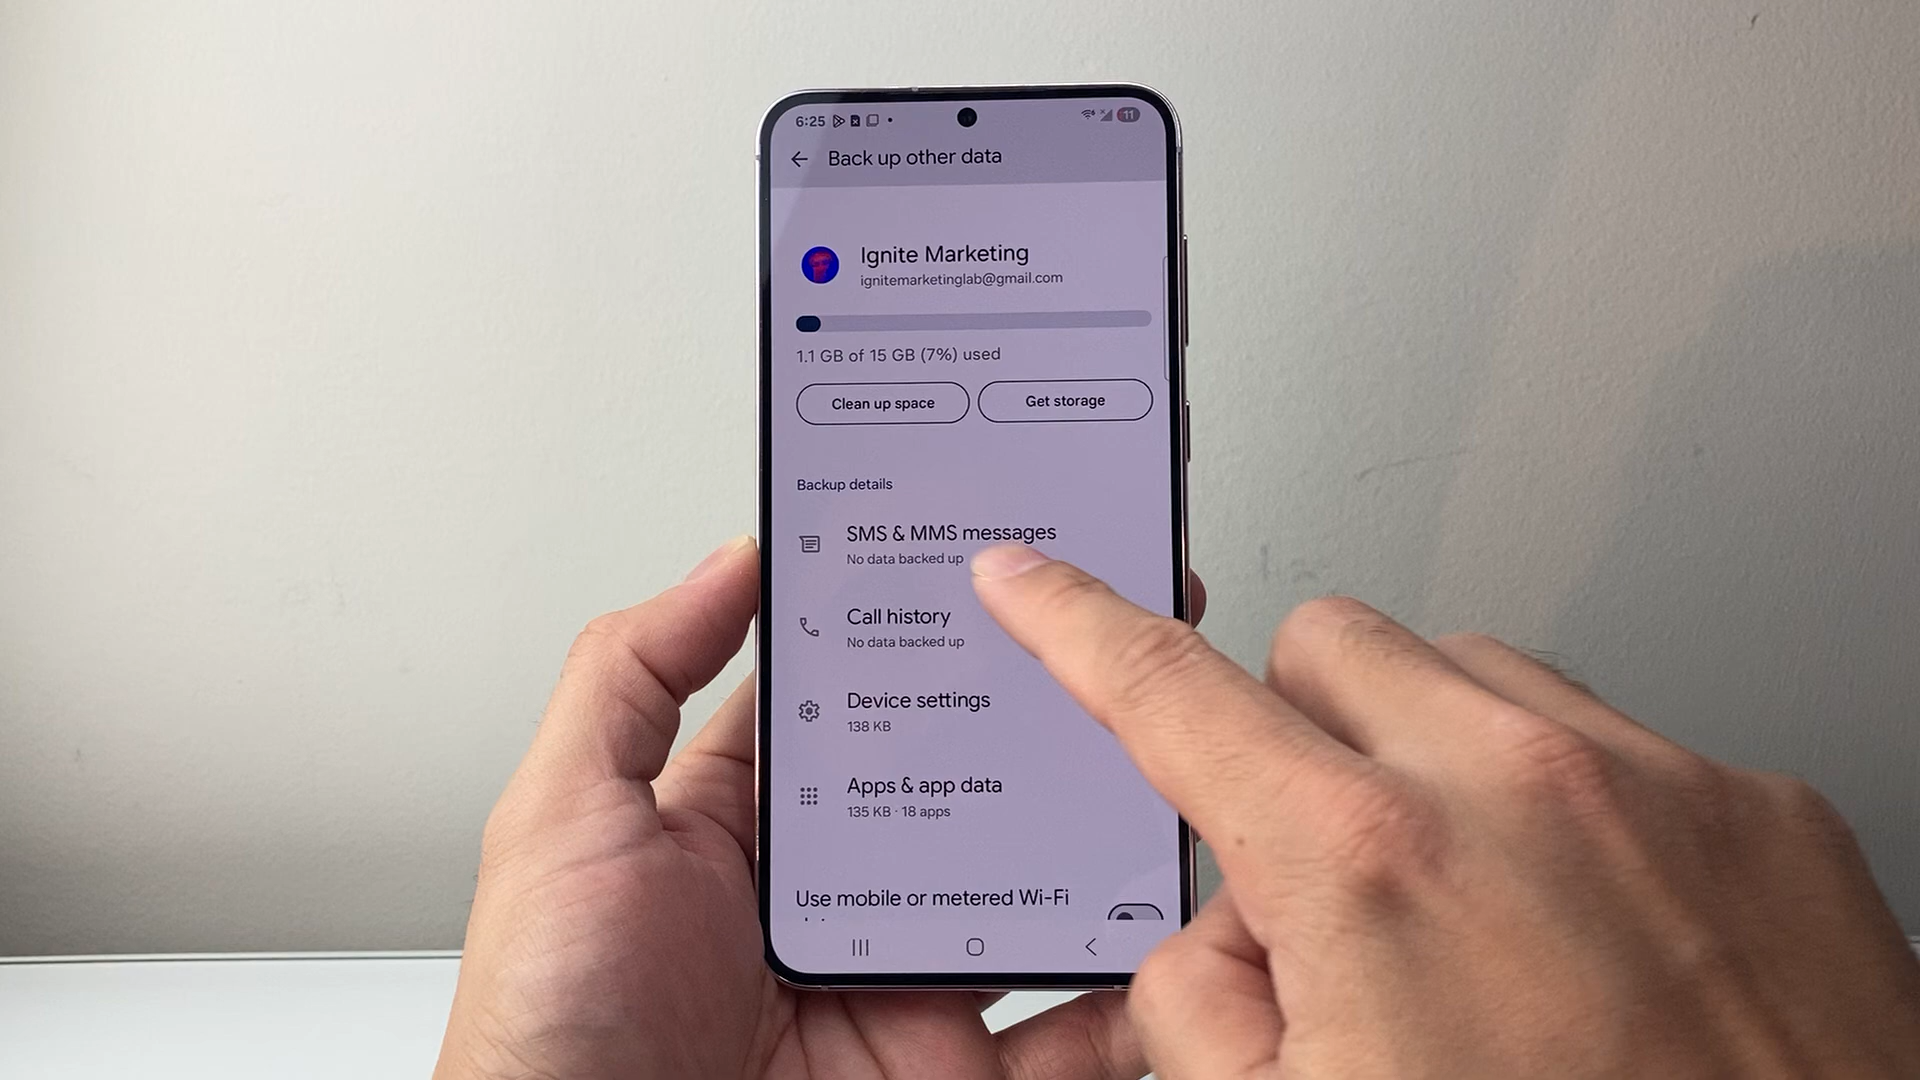 6:25
11
Back up other data
Ignite Marketing
ignitemarketinglab@gmail.com
1.1 GB of 15 GB (7%) used
Clean up space
Get storage
Backup details
SMS & MMS messages
No data backed up
Call history
No data backed up
Device settings
138 KB
Apps & app data
135 KB · 18 apps
Use mobile or metered Wi-Fi